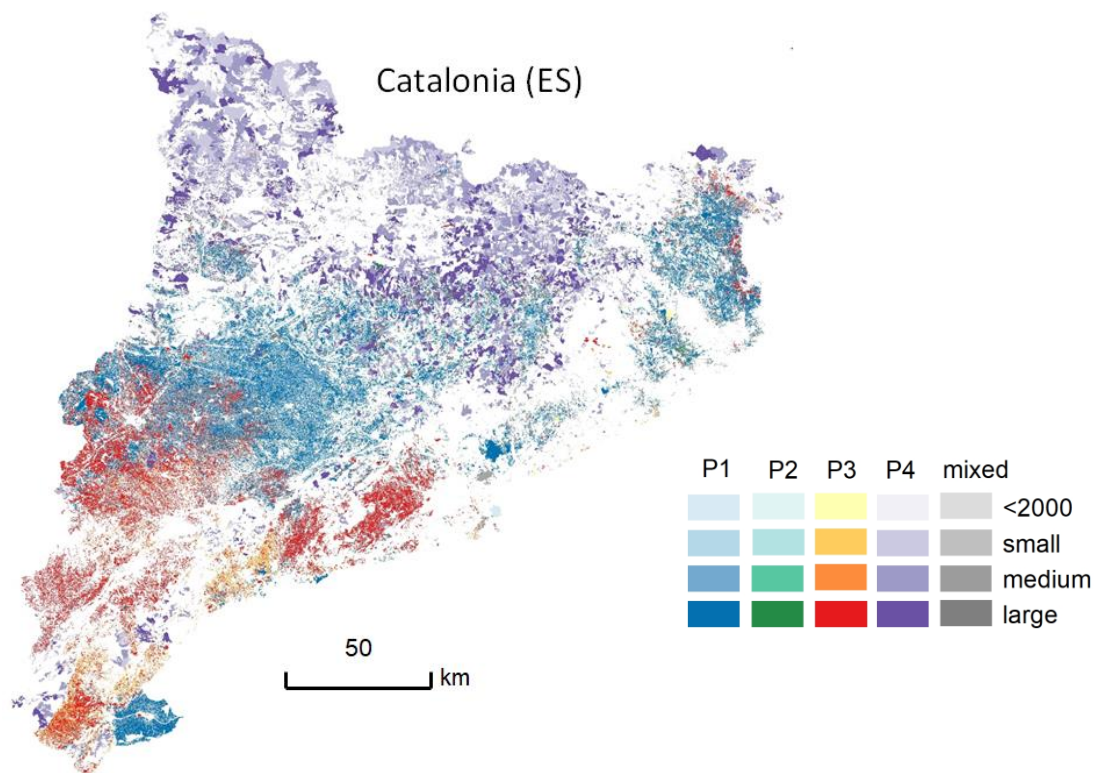 Catalonia (ES)
P1 P2 P3 P4 mixed
<2000
small
medium
large
50
km